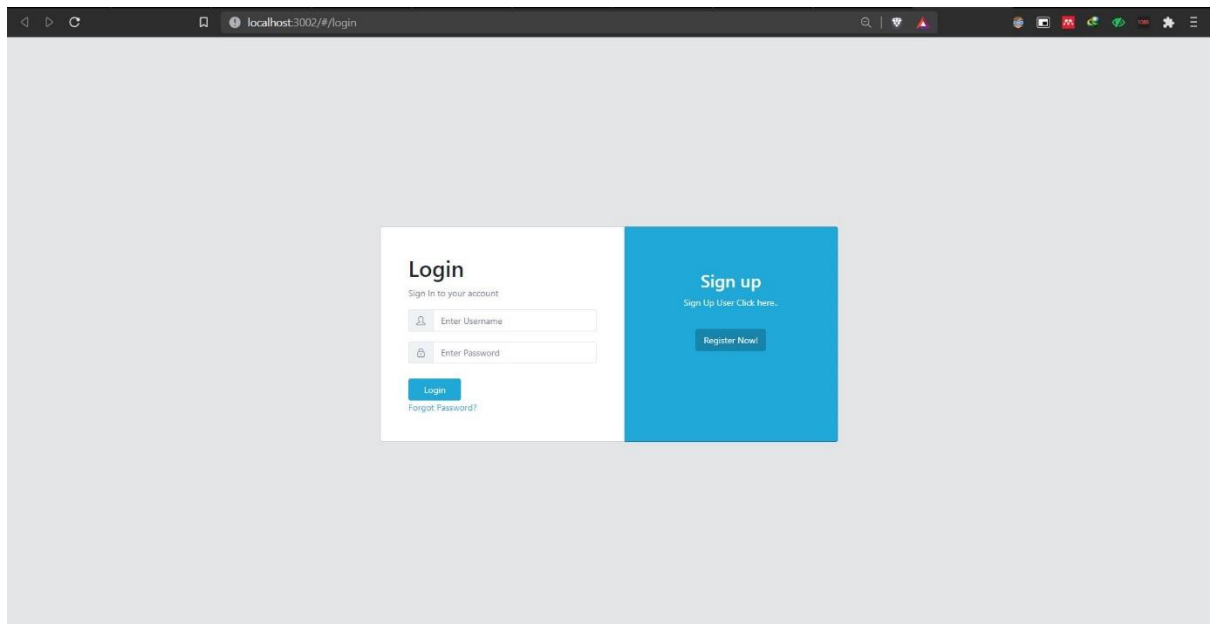 localhost:3002/#/login
Login
Sign In to your account
Enter Username
Enter Password
Login
Forgot Password?
Sign up
Sign Up User Click here..
Register Now!